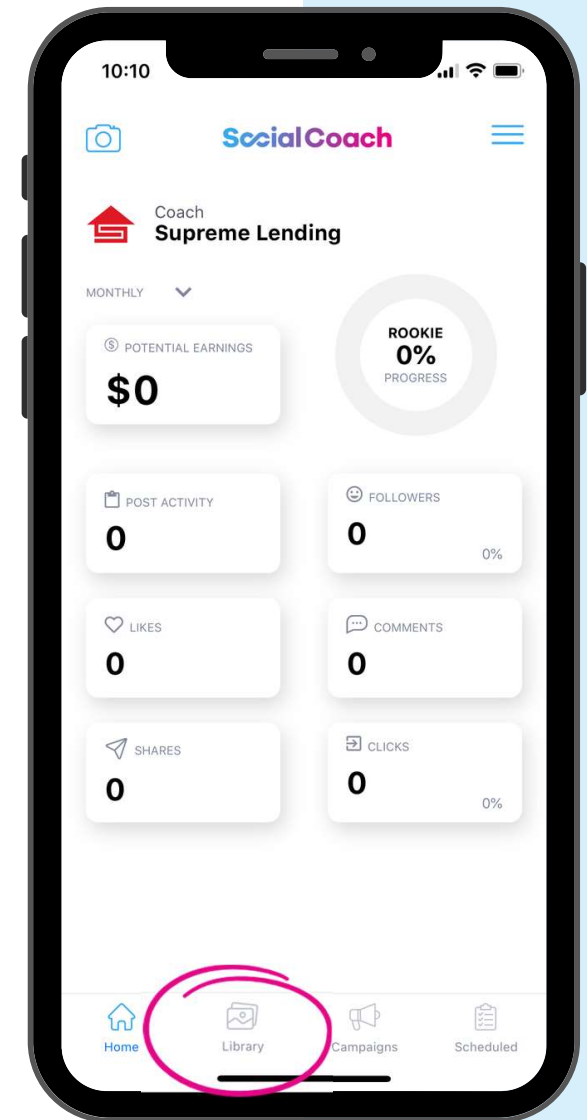 10:10
SocialCoach
Coach
Supreme Lending
MONTHLY
POTENTIAL EARNINGS
$0
ROOKIE
0%
PROGRESS
POST ACTIVITY
0
FOLLOWERS
0
0%
LIKES
0
COMMENTS
0
SHARES
0
CLICKS
0
0%
Home
Library
Campaigns
Scheduled